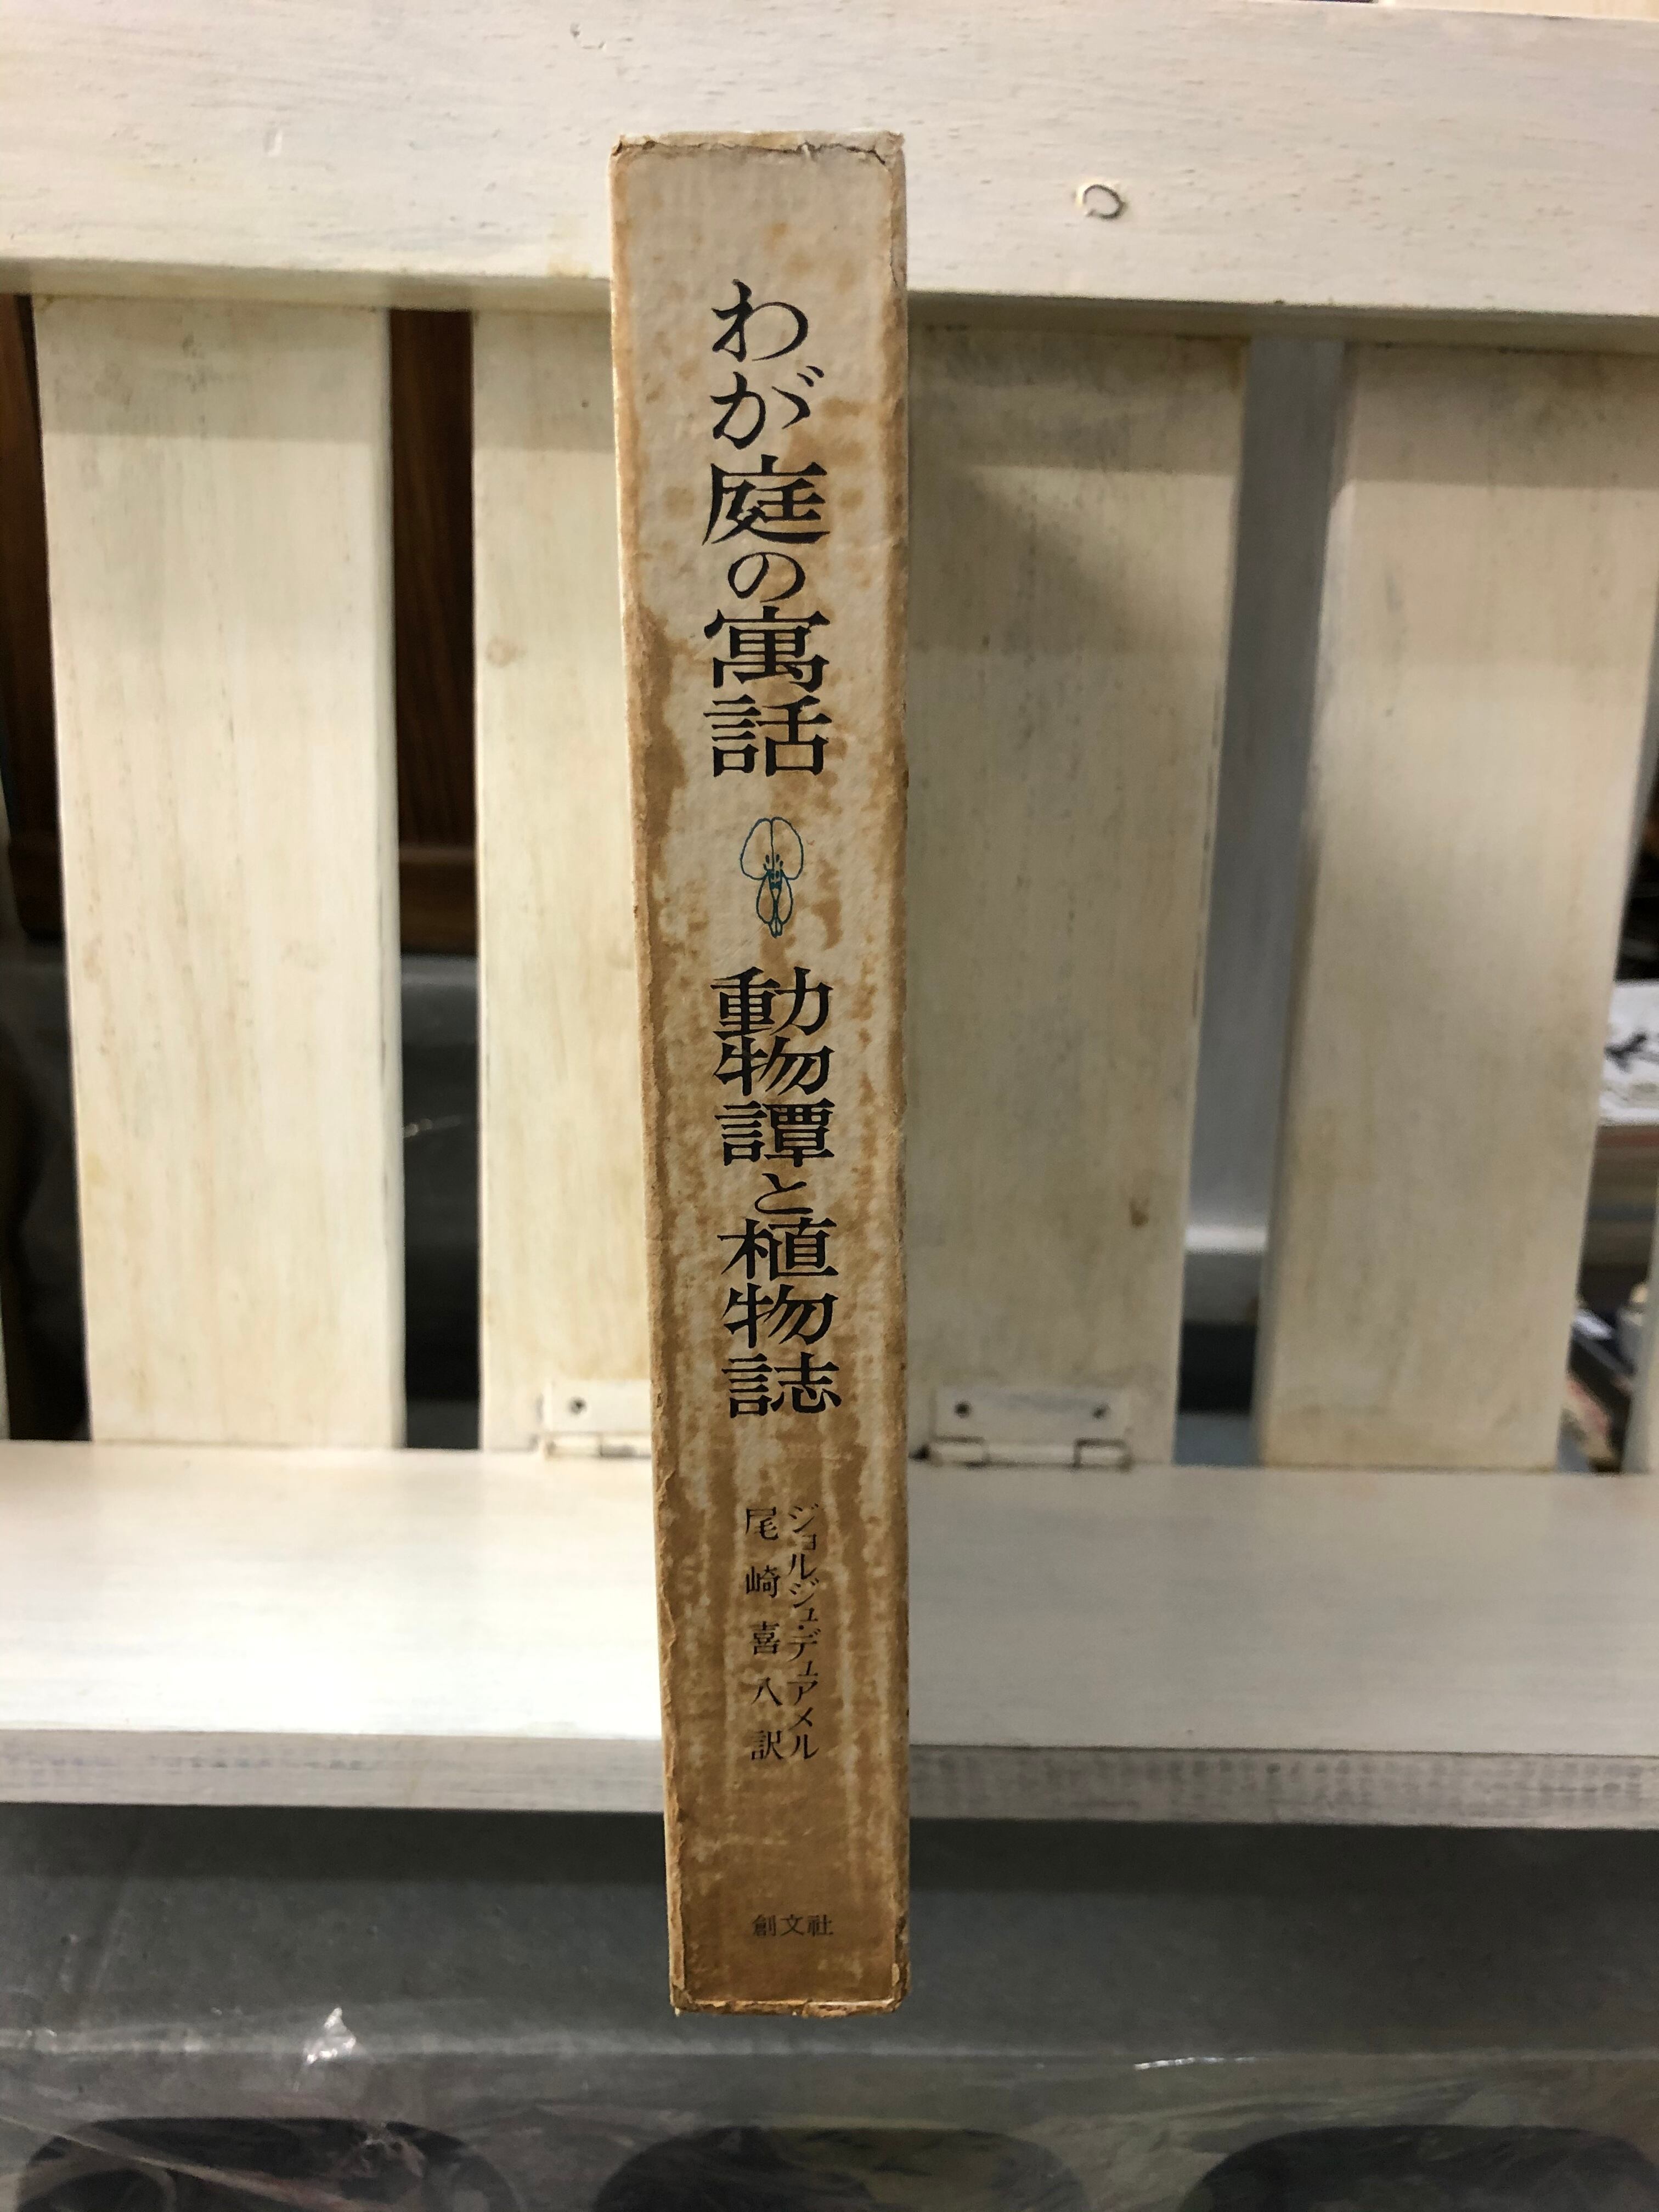 わが庭の寓話
動物譚と植物誌
ジョルジュ・デュアメル
尾崎喜八訳
創文社